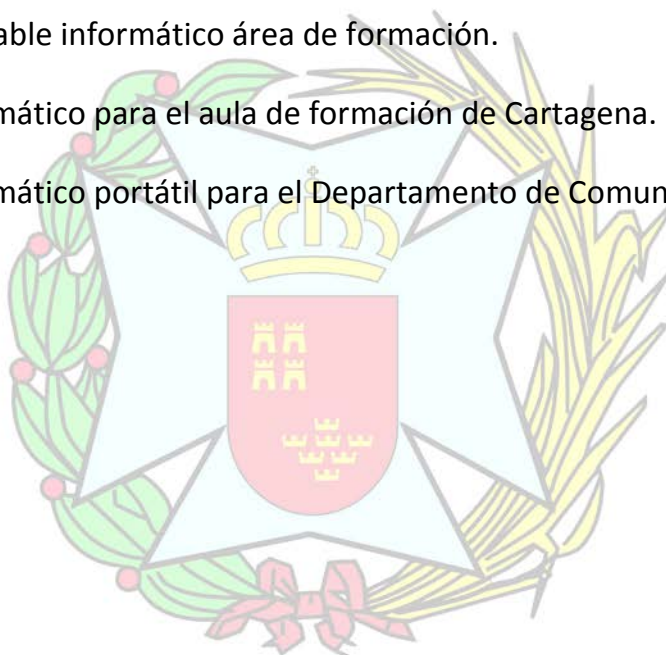 able informático área de formación.
mático para el aula de formación de Cartagena.
mático portátil para el Departamento de Comun